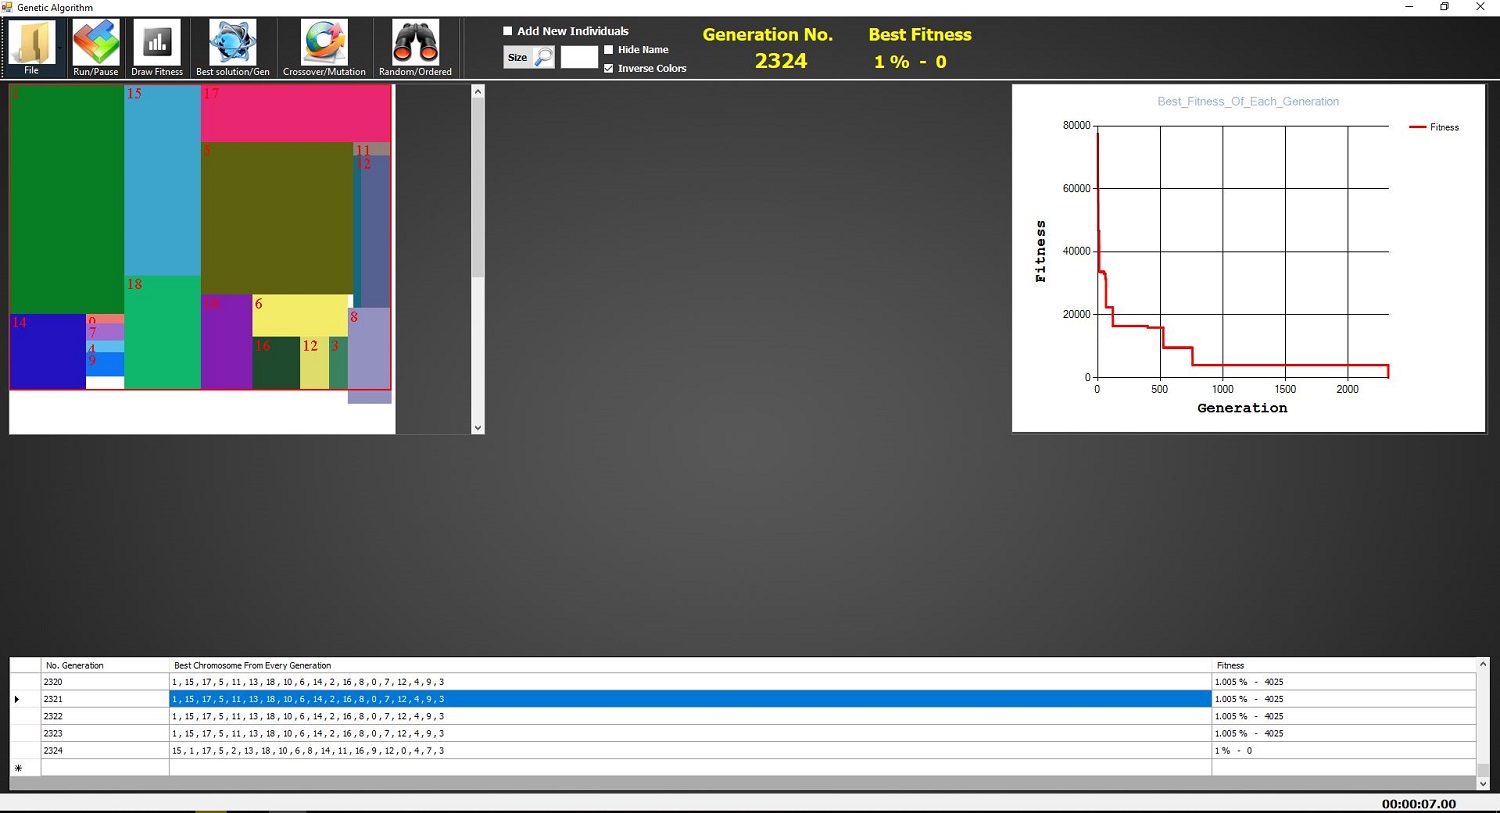 Genetic Algorithm
File
Run/Pause
Draw Fitness
Best solution/Gen
Crossover/Mutation
Random/Ordered
Add New Individuals
Size
Hide Name
Inverse Colors
Generation No.
2324
Best Fitness
1 % - 0
15
17
11
12
18
14
0
7
4
9
6
8
16
12
3
Best_Fitness_Of_Each_Generation
Fitness
80000
60000
40000
20000
0
0 500 1000 1500 2000
Fitness
Generation
No. Generation Best Chromosome From Every Generation Fitness
2320 1 , 15 , 17 , 5 , 11 , 13 , 18 , 10 , 6 , 14 , 2 , 16 , 8 , 0 , 7 , 12 , 4 , 9 , 3 1.005 % - 4025
2321 1 , 15 , 17 , 5 , 11 , 13 , 18 , 10 , 6 , 14 , 2 , 16 , 8 , 0 , 7 , 12 , 4 , 9 , 3 1.005 % - 4025
2322 1 , 15 , 17 , 5 , 11 , 13 , 18 , 10 , 6 , 14 , 2 , 16 , 8 , 0 , 7 , 12 , 4 , 9 , 3 1.005 % - 4025
2323 1 , 15 , 17 , 5 , 11 , 13 , 18 , 10 , 6 , 14 , 2 , 16 , 8 , 0 , 7 , 12 , 4 , 9 , 3 1.005 % - 4025
2324 15 , 1 , 17 , 5 , 2 , 13 , 18 , 10 , 6 , 8 , 14 , 11 , 16 , 9 , 12 , 0 , 4 , 7 , 3 1 % - 0
00:00:07.00